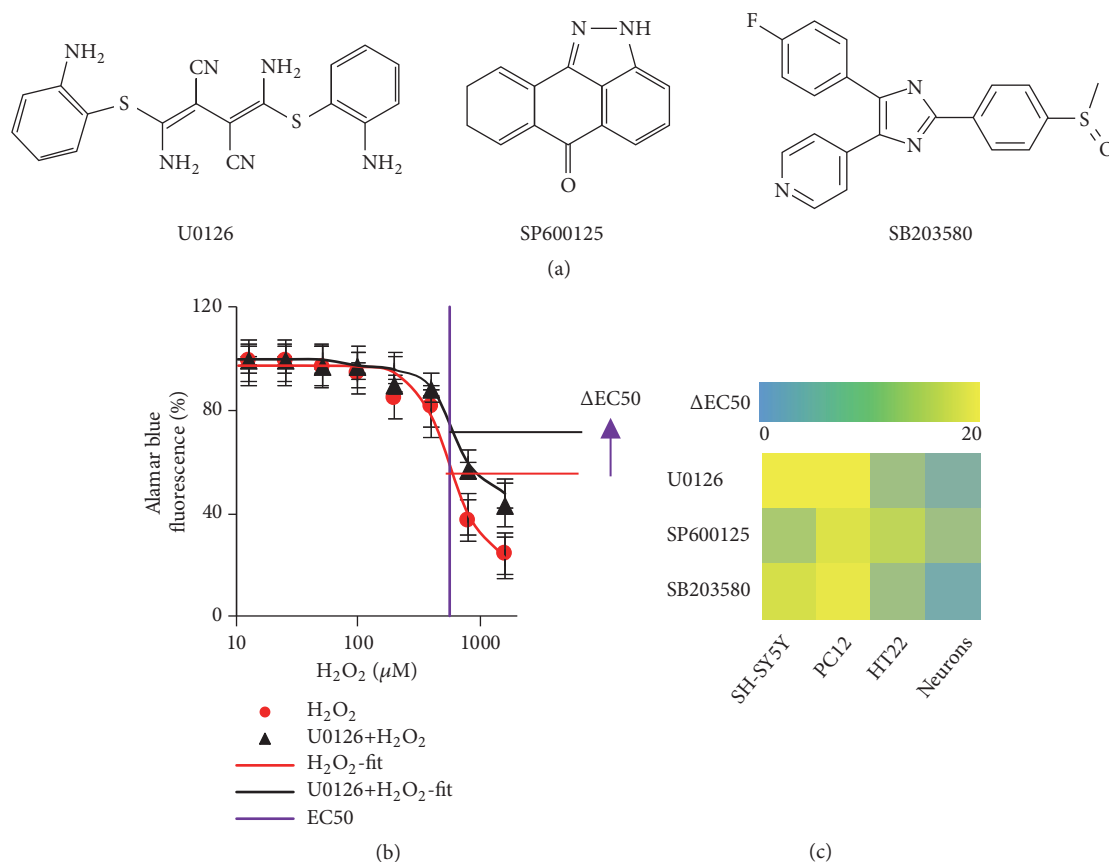 NH₂
CN
NH₂
S
S
NH₂
CN
NH₂
U0126
N
NH
O
SP600125
F
N
N
N
S
O
SB203580
(a)
120
80
40
0
Alamar blue
fluorescence (%)
10
100
1000
H₂O₂ (μM)
ΔEC50
H₂O₂
U0126+H₂O₂
H₂O₂-fit
U0126+H₂O₂-fit
EC50
(b)
ΔEC50
0
20
U0126
SP600125
SB203580
SH-SY5Y
PC12
HT22
Neurons
(c)